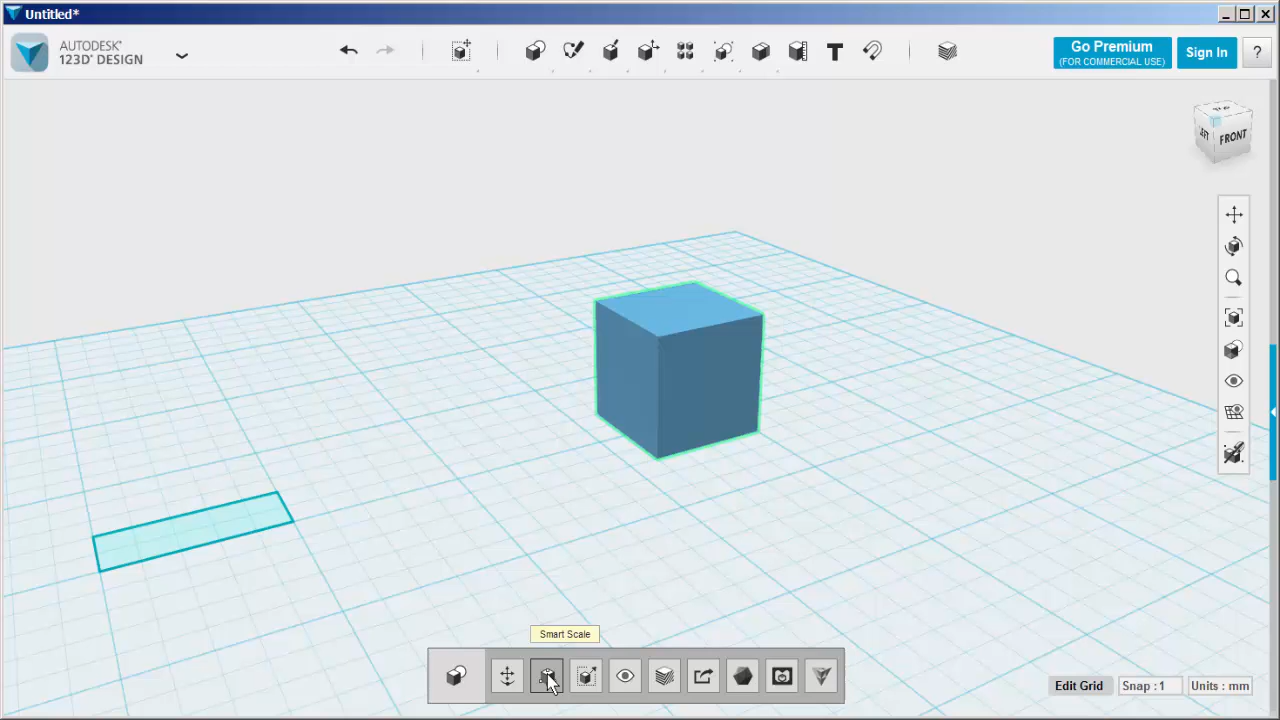 Untitled*
AUTODESK®
123D® DESIGN
Go Premium
(FOR COMMERCIAL USE)
Sign In
?
FRONT
Smart Scale
Edit Grid
Snap : 1
Units : mm